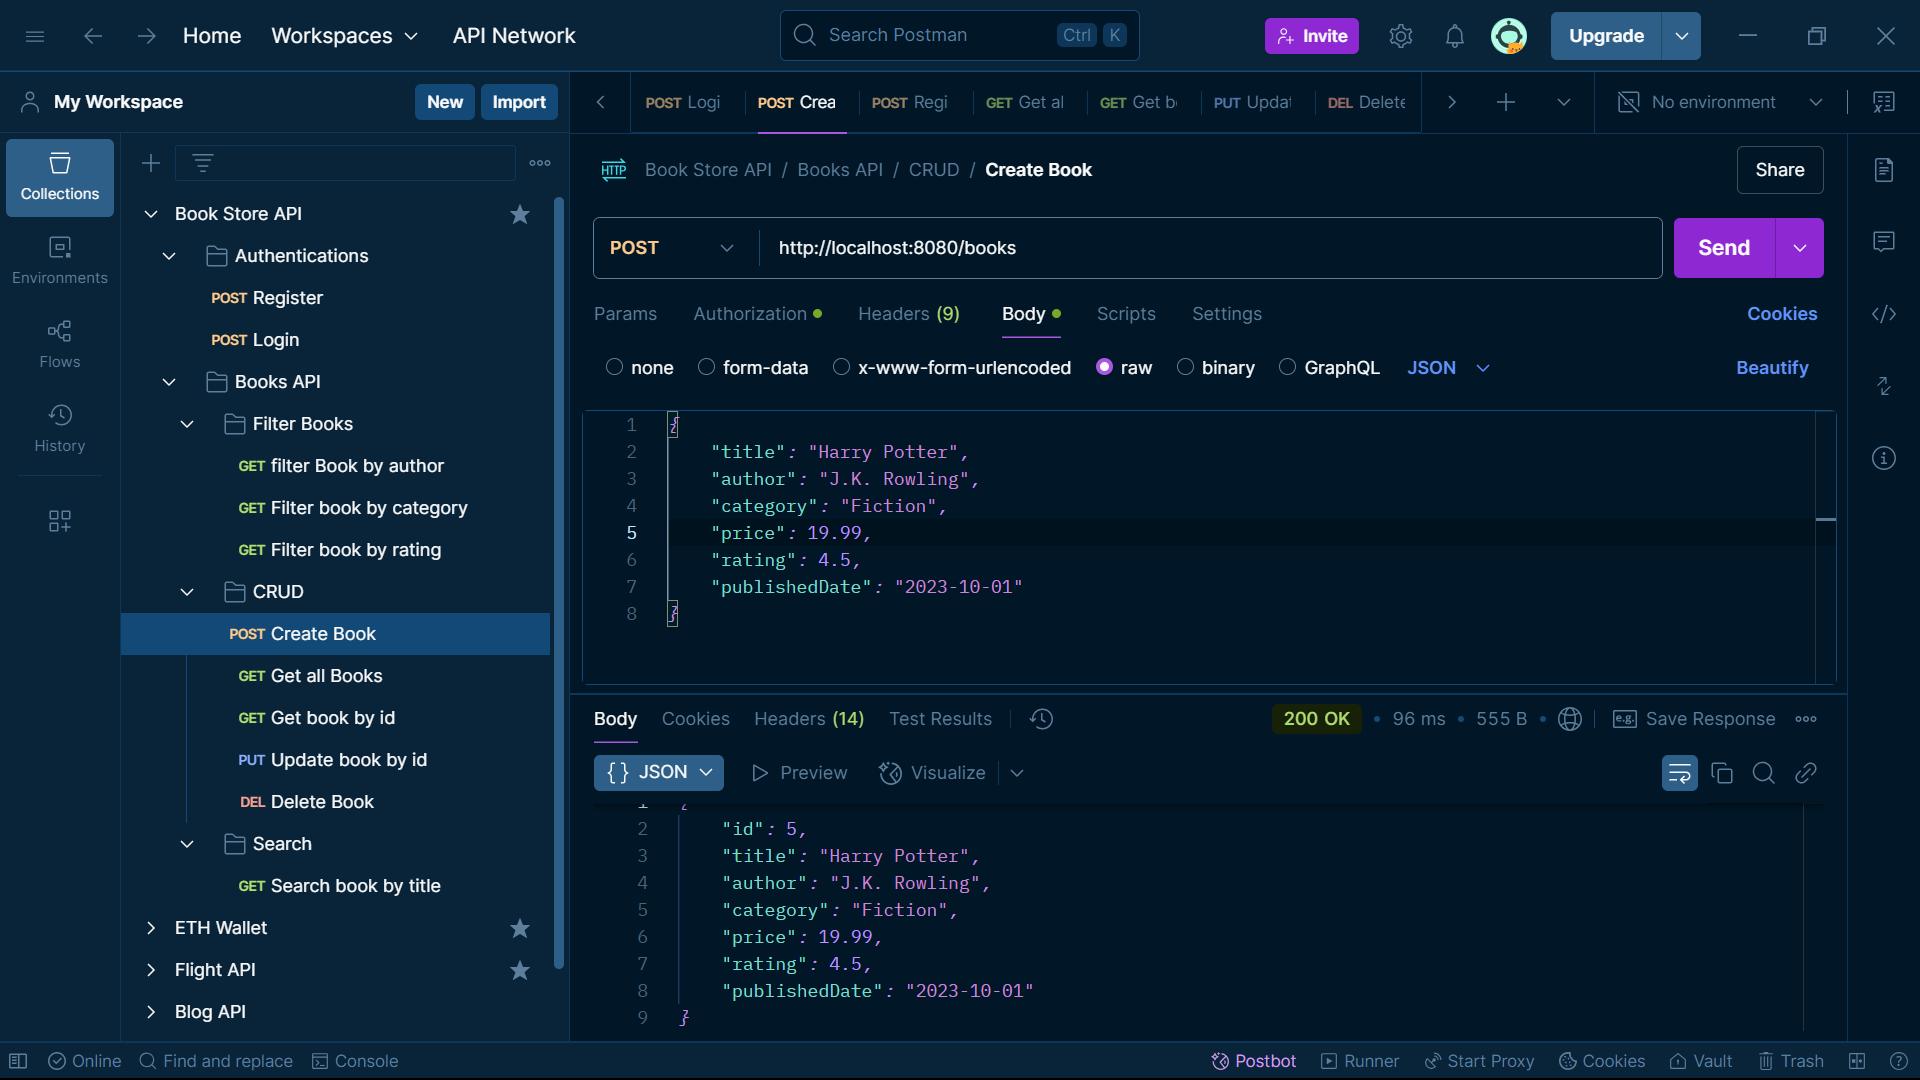 Home Workspaces API Network Search Postman Ctrl K Invite Upgrade
My Workspace New Import
POST Logi POST Crea POST Regi GET Get al GET Get b PUT Updat DEL Delete No environment
Collections
Environments
Flows
History
Book Store API
Authentications
POST Register
POST Login
Books API
Filter Books
GET filter Book by author
GET Filter book by category
GET Filter book by rating
CRUD
POST Create Book
GET Get all Books
GET Get book by id
PUT Update book by id
DEL Delete Book
Search
GET Search book by title
ETH Wallet
Flight API
Blog API
HTTP Book Store API / Books API / CRUD / Create Book Share
POST http://localhost:8080/books Send
Params Authorization Headers (9) Body Scripts Settings Cookies
none form-data x-www-form-urlencoded raw binary GraphQL JSON Beautify
1 {
2 "title": "Harry Potter",
3 "author": "J.K. Rowling",
4 "category": "Fiction",
5 "price": 19.99,
6 "rating": 4.5,
7 "publishedDate": "2023-10-01"
8 }
Body Cookies Headers (14) Test Results 200 OK • 96 ms • 555 B • e.g. Save Response
{} JSON Preview Visualize
1 {
2 "id": 5,
3 "title": "Harry Potter",
4 "author": "J.K. Rowling",
5 "category": "Fiction",
6 "price": 19.99,
7 "rating": 4.5,
8 "publishedDate": "2023-10-01"
9 }
Online Find and replace Console Postbot Runner Start Proxy Cookies Vault Trash